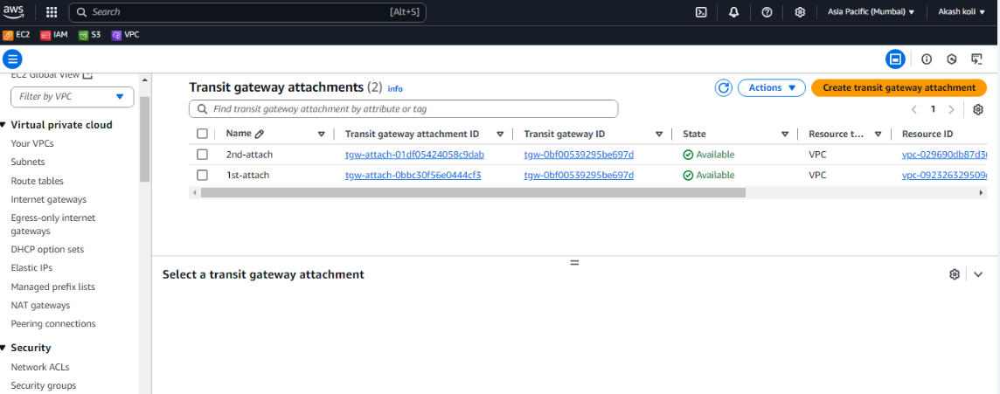 aws Search [Alt+S] Asia Pacific (Mumbai) Akash koli
EC2 IAM S3 VPC
EC2 Global View
Filter by VPC
Virtual private cloud
Your VPCs
Subnets
Route tables
Internet gateways
Egress-only internet
gateways
DHCP option sets
Elastic IPs
Managed prefix lists
NAT gateways
Peering connections
Security
Network ACLs
Security groups
Transit gateway attachments (2) info
Actions
Create transit gateway attachment
Find transit gateway attachment by attribute or tag
1
Name Transit gateway attachment ID Transit gateway ID State Resource t... Resource ID
2nd-attach tgw-attach-01df05424058c9dab tgw-0bf00539295be697d Available VPC vpc-029690db87d3
1st-attach tgw-attach-0bbc30f56e0444cf3 tgw-0bf00539295be697d Available VPC vpc-092326329509
Select a transit gateway attachment